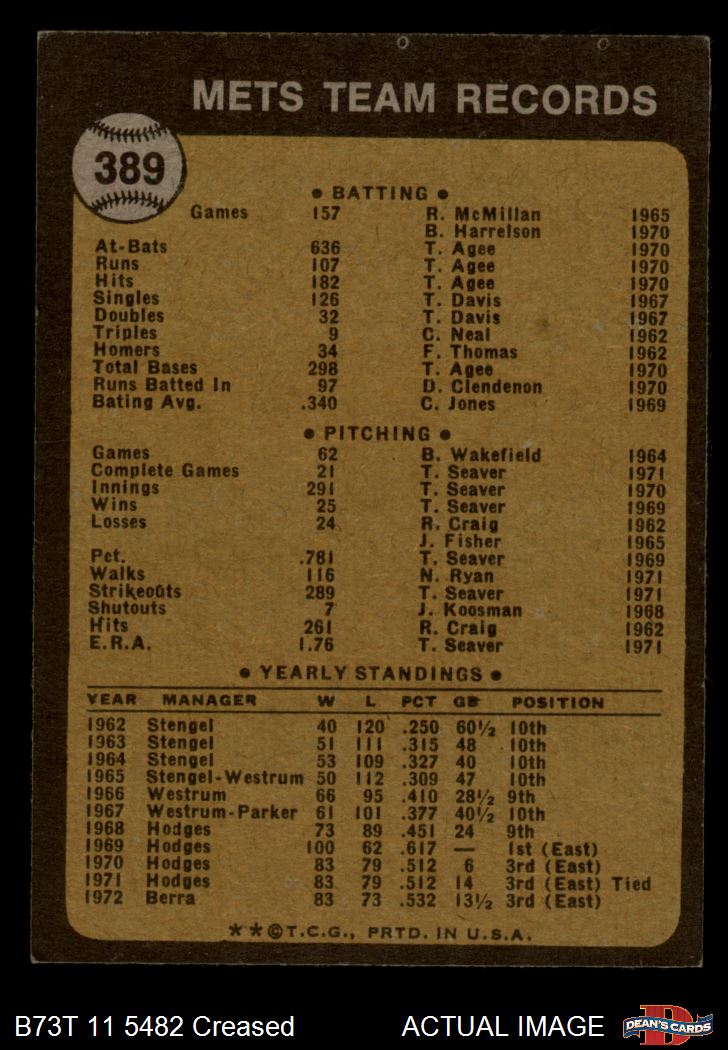 METS TEAM RECORDS
389
• BATTING •
Games 157 R. McMillan 1965
B. Harrelson 1970
At-Bats 636 T. Agee 1970
Runs 107 T. Agee 1970
Hits 182 T. Agee 1970
Singles 126 T. Davis 1967
Doubles 32 T. Davis 1967
Triples 9 C. Neal 1962
Homers 34 F. Thomas 1962
Total Bases 298 T. Agee 1970
Runs Batted In 97 D. Clendenon 1970
Bating Avg. .340 C. Jones 1969
• PITCHING •
Games 62 B. Wakefield 1964
Complete Games 21 T. Seaver 1971
Innings 291 T. Seaver 1970
Wins 25 T. Seaver 1969
Losses 24 R. Craig 1962
J. Fisher 1965
Pct. .781 T. Seaver 1969
Walks 116 N. Ryan 1971
Strikeouts 289 T. Seaver 1971
Shutouts 7 J. Koosman 1968
Hits 261 R. Craig 1962
E.R.A. 1.76 T. Seaver 1971
• YEARLY STANDINGS •
YEAR MANAGER W L PCT GB POSITION
1962 Stengel 40 120 .250 60½ 10th
1963 Stengel 51 111 .315 48 10th
1964 Stengel 53 109 .327 40 10th
1965 Stengel-Westrum 50 112 .309 47 10th
1966 Westrum 66 95 .410 28½ 9th
1967 Westrum-Parker 61 101 .377 40½ 10th
1968 Hodges 73 89 .451 24 9th
1969 Hodges 100 62 .617 — 1st (East)
1970 Hodges 83 79 .512 6 3rd (East)
1971 Hodges 83 79 .512 14 3rd (East) Tied
1972 Berra 83 73 .532 13½ 3rd (East)
**©T.C.G., PRTD. IN U.S.A.
B73T 11 5482 Creased ACTUAL IMAGE
D
DEAN'S CARDS